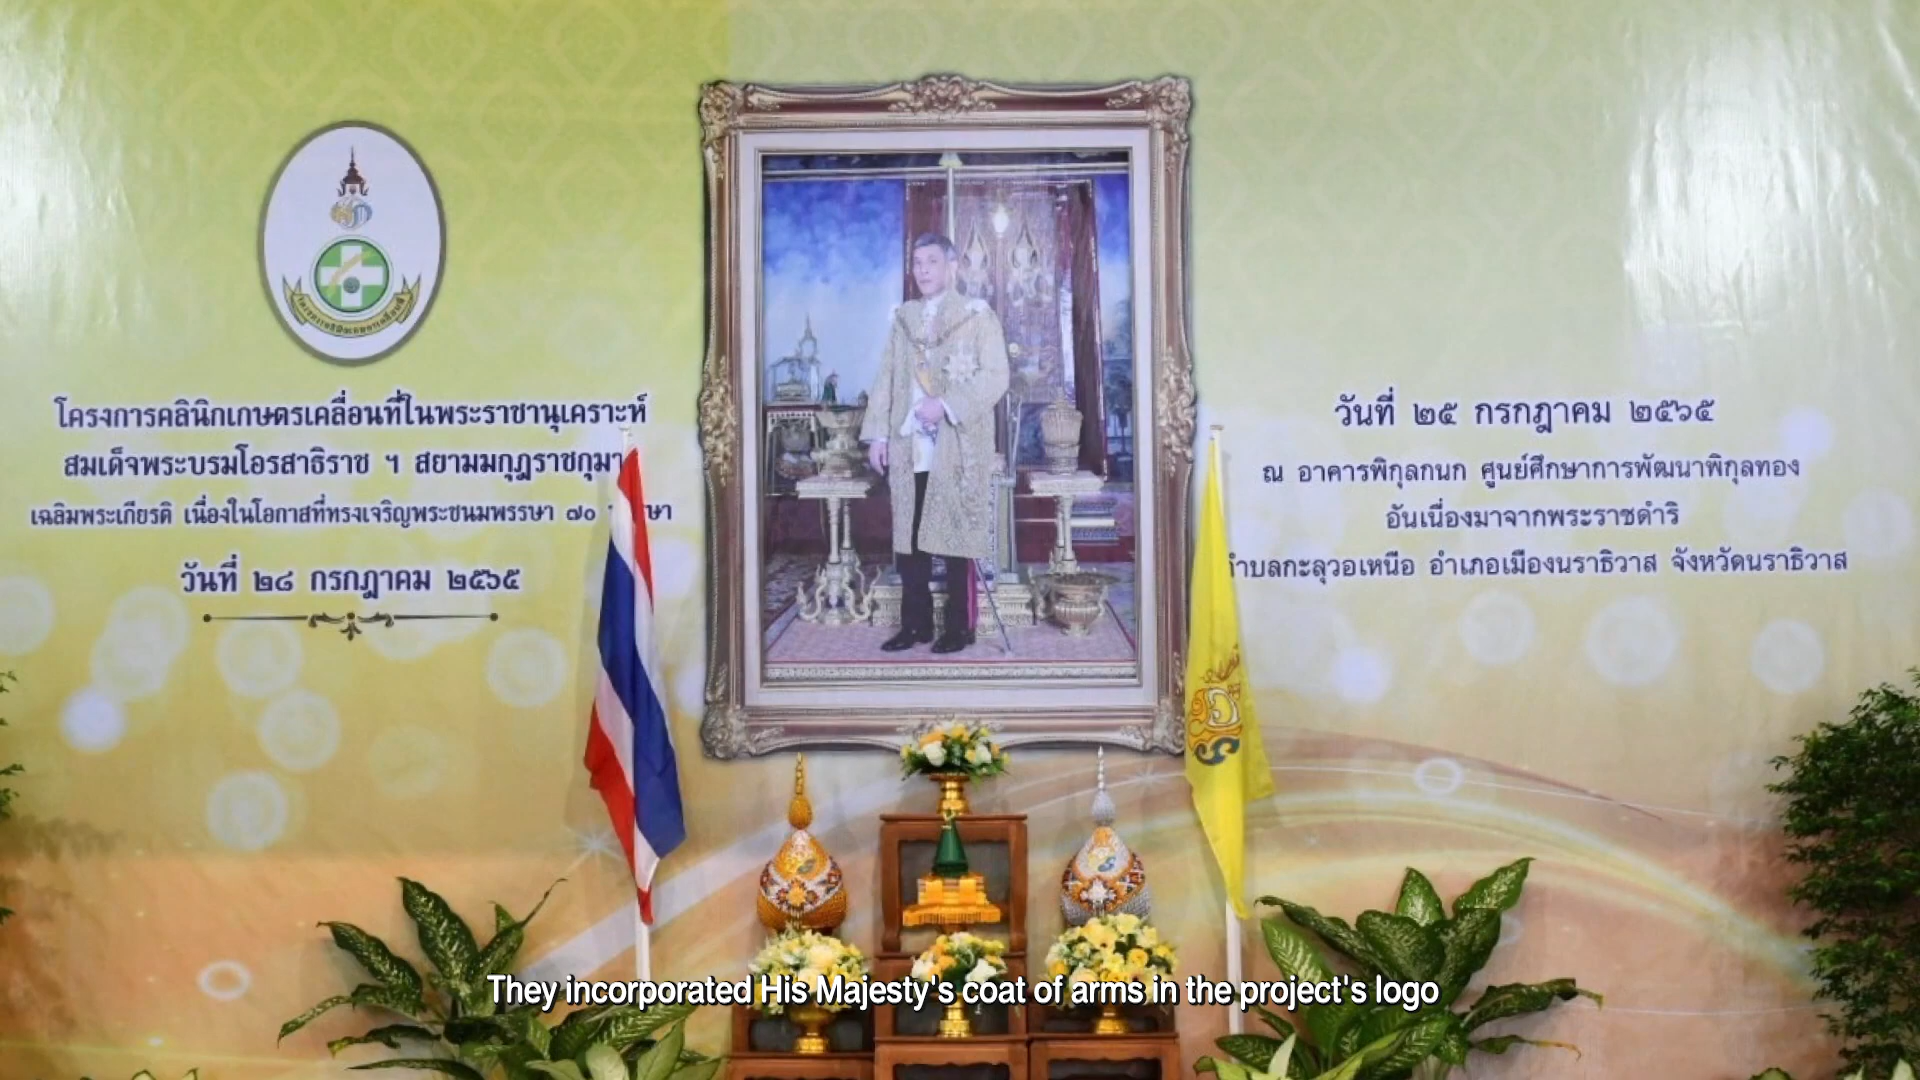 โครงการคลินิกเกษตรเคลื่อนที่ในพระราชานุเคราะห์
สมเด็จพระบรมโอรสาธิราช ฯ สยามมกุฎราชกุมา
เฉลิมพระเกียรติ เนื่องในโอกาสที่ทรงเจริญพระชนมพรรษา ๗๐
วันที่ ๒๘ กรกฎาคม ๒๕๖๕
วันที่ ๒๕ กรกฎาคม ๒๕๖๕
ณ อาคารพิกุลกนก ศูนย์ศึกษาการพัฒนาพิกุลทอง
อันเนื่องมาจากพระราชดำริ
ตำบลกะลุวอเหนือ อำเภอเมืองนราธิวาส จังหวัดนราธิวาส
They incorporated His Majesty's coat of arms in the project's logo